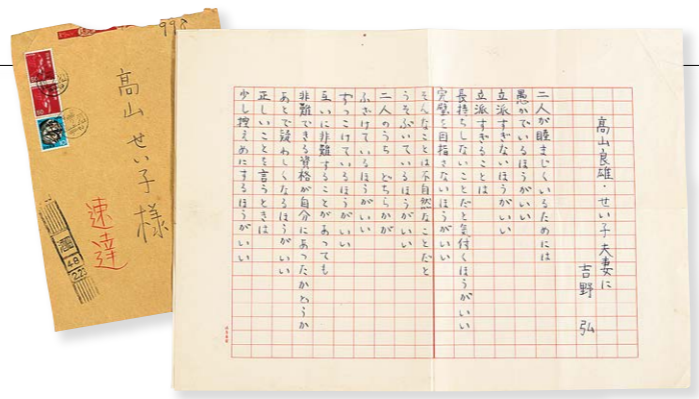 高山せい子様
速達
高山良雄・せい子 夫妻に
吉野 弘
二人が睦まじくいるためには
愚かでいるほうがいい
立派すぎないほうがいい
立派すぎることは
長持ちしないことだと気付くほうがいい
完璧を目指さないほうがいい
そんなことは不自然なことだと
うそぶいているほうがいい
二人のうち どちらかが
ふざけているほうがいい
ずっこけているほうがいい
互いに非難することがあっても
非難できる資格が自分にあったかどうか
あとで疑わしくなるほうがいい
正しいことを言うときは
少し控えめにするほうがいい